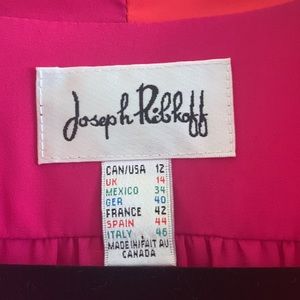 Joseph Ribkoff
CAN/USA 12
UK 14
MEXICO 34
GER 40
FRANCE 42
SPAIN 44
ITALY 46
MADE IN/FAIT AU
CANADA